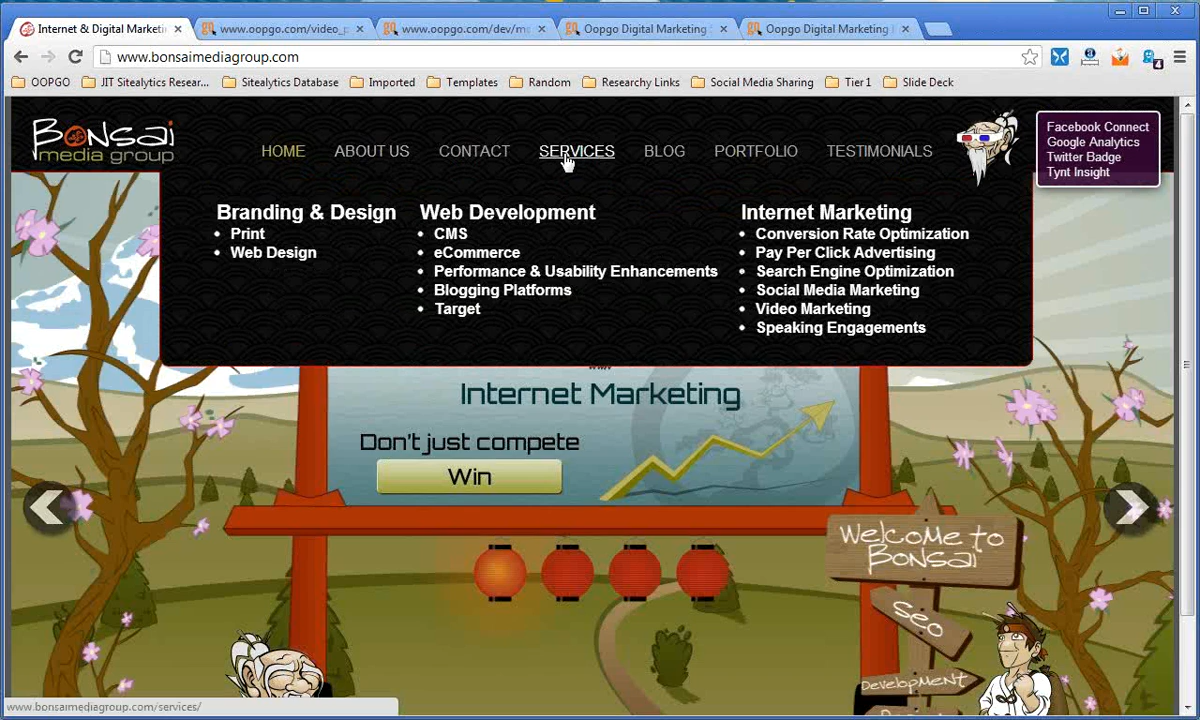 Internet & Digital Marketi
www.oopgo.com/video_p
www.oopgo.com/dev/m
Oopgo Digital Marketing
Oopgo Digital Marketing
www.bonsaimediagroup.com
4
OOPGO
JIT Sitealytics Resear...
Sitealytics Database
Imported
Templates
Random
Researchy Links
Social Media Sharing
Tier 1
Slide Deck
Bonsai
media group
HOME
ABOUT US
CONTACT
SERVICES
BLOG
PORTFOLIO
TESTIMONIALS
Facebook Connect
Google Analytics
Twitter Badge
Tynt Insight
Branding & Design
Print
Web Design
Web Development
CMS
eCommerce
Performance & Usability Enhancements
Blogging Platforms
Target
Internet Marketing
Conversion Rate Optimization
Pay Per Click Advertising
Search Engine Optimization
Social Media Marketing
Video Marketing
Speaking Engagements
Internet Marketing
Don't just compete
Win
Welcome to
Bonsai
Seo
Development
www.bonsaimediagroup.com/services/